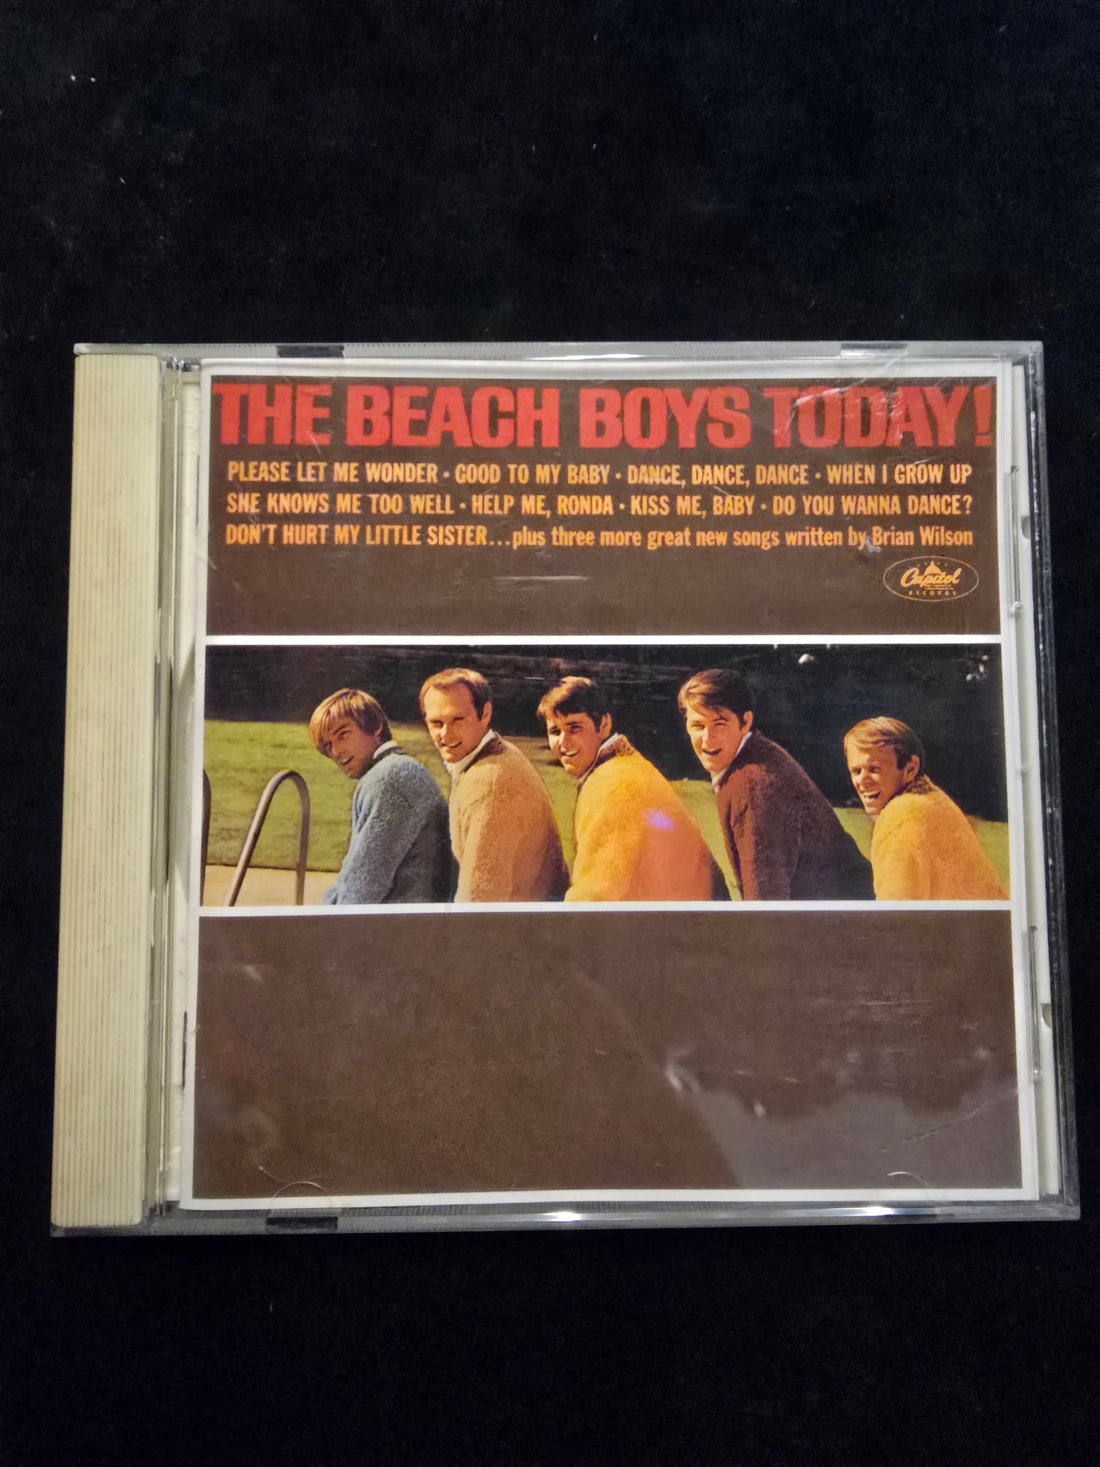 THE BEACH BOYS TODAY!
PLEASE LET ME WONDER · GOOD TO MY BABY · DANCE, DANCE, DANCE · WHEN I GROW UP
SHE KNOWS ME TOO WELL · HELP ME, RONDA · KISS ME, BABY · DO YOU WANNA DANCE?
DON'T HURT MY LITTLE SISTER...plus three more great new songs written by Brian Wilson
Capitol
RECORDS